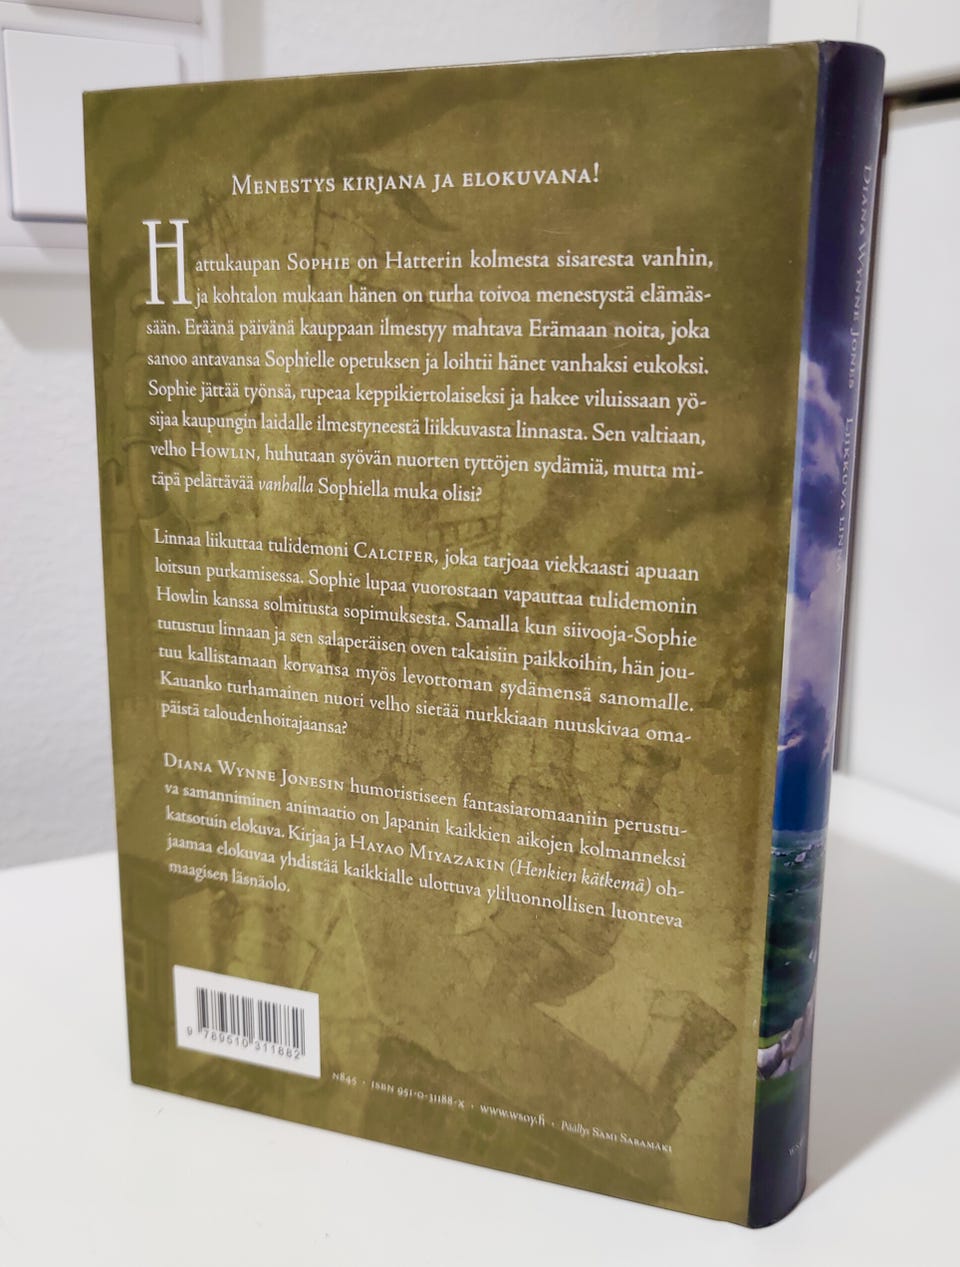 Menestys kirjana ja elokuvana!
Hattukaupan Sophie on Hatterin kolmesta sisaresta vanhin,
ja kohtalon mukaan hänen on turha toivoa menestystä elämäs-
sään. Eräänä päivänä kauppaan ilmestyy mahtava Erämaan noita, joka
sanoo antavansa Sophielle opetuksen ja loihtii hänet vanhaksi eukoksi.
Sophie jättää työnsä, rupeaa keppikiertolaiseksi ja hakee viluissaan yö-
sijaa kaupungin laidalle ilmestyneestä liikkuvasta linnasta. Sen valtiaan,
velho Howlin, huhutaan syövän nuorten tyttöjen sydämiä, mutta mi-
täpä pelättävää vanhalla Sophiella muka olisi?
Linnaa liikuttaa tulidemoni Calcifer, joka tarjoaa viekkaasti apuaan
loitsun purkamisessa. Sophie lupaa vuorostaan vapauttaa tulidemonin
Howlin kanssa solmitusta sopimuksesta. Samalla kun siivooja-Sophie
tutustuu linnaan ja sen salaperäisen oven takaisiin paikkoihin, hän jou-
tuu kallistamaan korvansa myös levottoman sydämensä sanomalle.
Kauanko turhamainen nuori velho sietää nurkkiaan nuuskivaa oma-
päistä taloudenhoitajaansa?
Diana Wynne Jonesin humoristiseen fantasiaromaaniin perustu-
va samanniminen animaatio on Japanin kaikkien aikojen kolmanneksi
katsotuin elokuva. Kirjaa ja Hayao Miyazakin (Henkien kätkemä) oh-
jaamaa elokuvaa yhdistää kaikkialle ulottuva yliluonnollisen luonteva
maagisen läsnäolo.
9 789510 311882
N845 · ISBN 951-0-31188-X · www.wsoy.fi · Päällys Sami Saramäki
Diana Wynne Jones Liikkuva linna